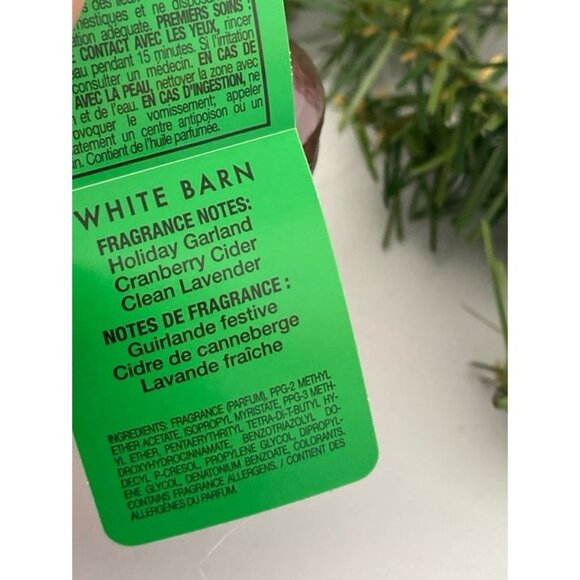 des lieux
mestiques et ne dispos
ation adéquate. PREMIERS SOINS :
CONTACT AVEC LES YEUX, rincer
eau pendant 15 minutes. Si l'irritation
consulter un médecin. EN CAS DE
AVEC LA PEAU, nettoyer la zone avec
n et de l'eau. EN CAS D'INGESTION, ne
rovoquer le vomissement; appeler
atement un centre antipoison ou un
an. Contient de l'huile parfumée.
WHITE BARN
FRAGRANCE NOTES:
Holiday Garland
Cranberry Cider
Clean Lavender
NOTES DE FRAGRANCE :
Guirlande festive
Cidre de canneberge
Lavande fraîche
INGREDIENTS: FRAGRANCE (PARFUM), PPG-2 METHYL
ETHER ACETATE, ISOPROPYL MYRISTATE, PPG-3 METH-
YL ETHER, PENTAERYTHRITYL TETRA-DI-T-BUTYL HY-
DROXYHYDROCINNAMATE, BENZOTRIAZOLYL DO-
DECYL P-CRESOL, PROPYLENE GLYCOL, DIPROPYL-
ENE GLYCOL, DENATONIUM BENZOATE, COLORANTS.
CONTAINS FRAGRANCE ALLERGENS. / CONTIENT DES
ALLERGÈNES DU PARFUM.